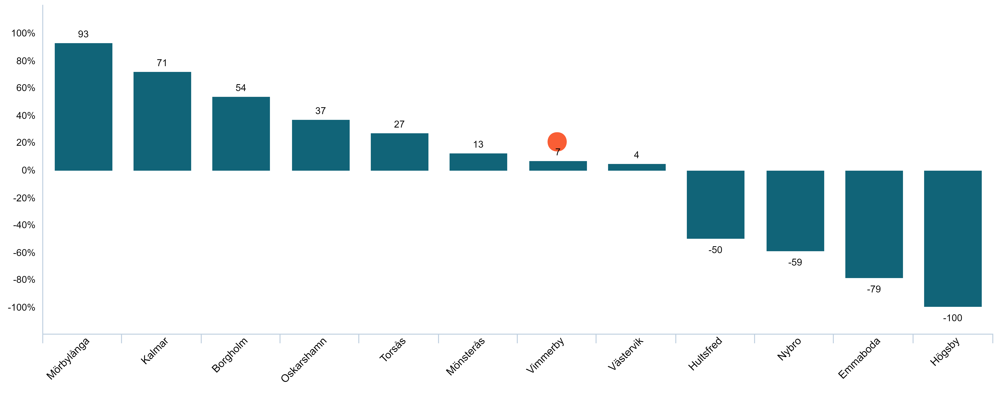 100%
80%
60%
40%
20%
0%
-20%
-40%
-60%
-80%
-100%
93
71
54
37
27
13
7
4
-50
-59
-79
-100
Mörbylånga
Kalmar
Borgholm
Oskarshamn
Torsås
Mönsterås
Vimmerby
Västervik
Hultsfred
Nybro
Emmaboda
Högsby